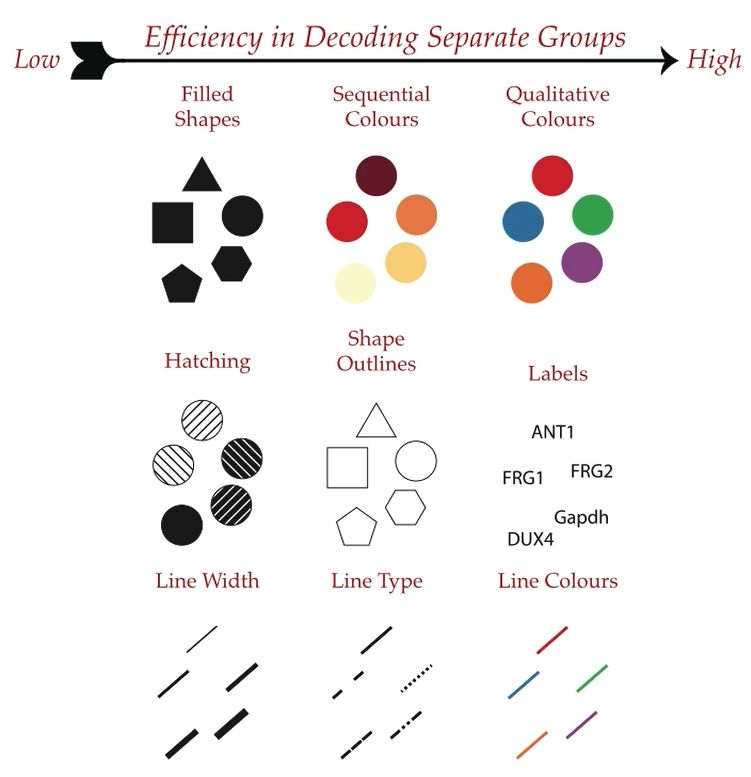 Efficiency in Decoding Separate Groups
Low
High
Filled
Shapes
Sequential
Colours
Qualitative
Colours
Hatching
Shape
Outlines
Labels
ANT1
FRG1
FRG2
Gapdh
DUX4
Line Width
Line Type
Line Colours